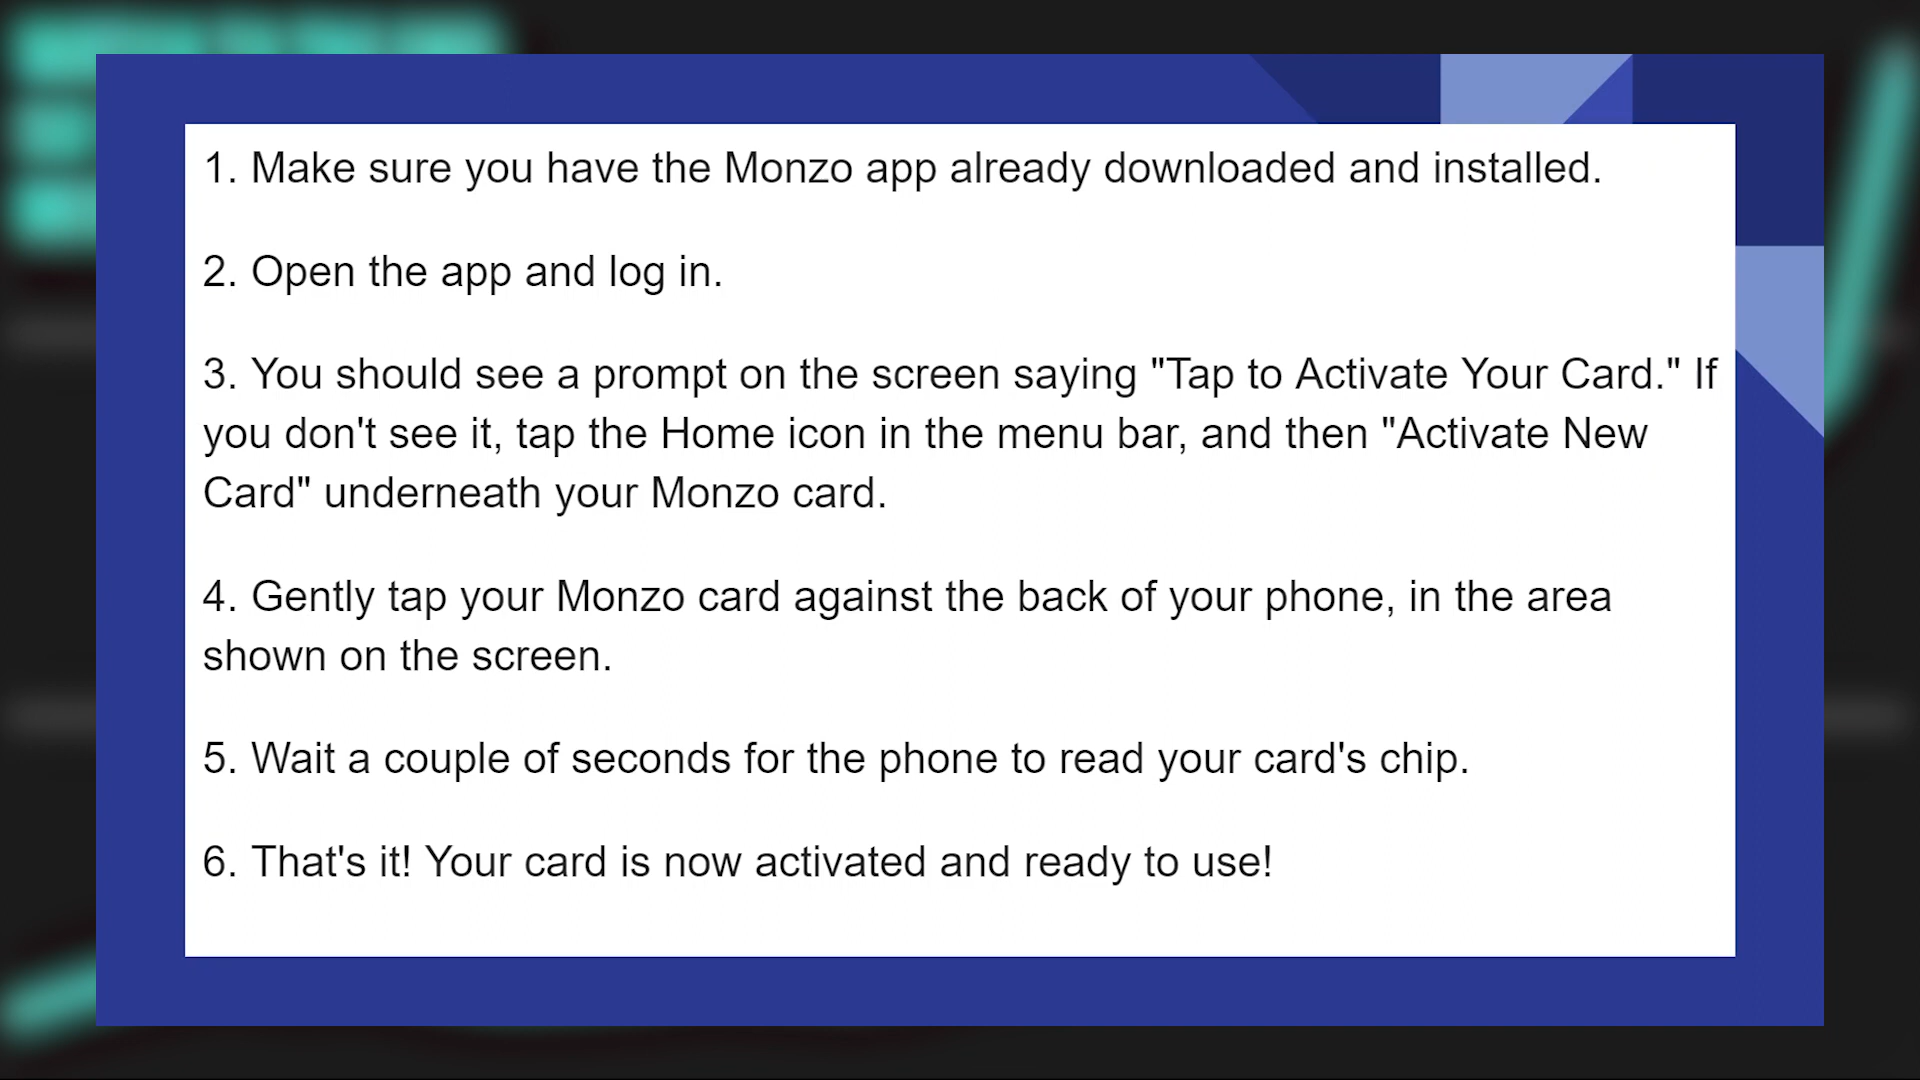 1. Make sure you have the Monzo app already downloaded and installed.
2. Open the app and log in.
3. You should see a prompt on the screen saying "Tap to Activate Your Card." If
you don't see it, tap the Home icon in the menu bar, and then "Activate New
Card" underneath your Monzo card.
4. Gently tap your Monzo card against the back of your phone, in the area
shown on the screen.
5. Wait a couple of seconds for the phone to read your card's chip.
6. That's it! Your card is now activated and ready to use!